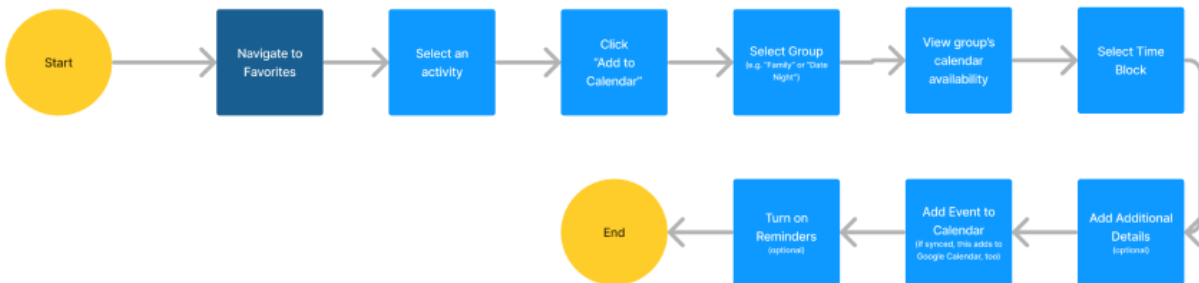 Start
Navigate to
Favorites
Select an
activity
Click
"Add to
Calendar"
Select Group
(e.g. "Family" or "Date
Night")
View group's
calendar
availability
Select Time
Block
End
Turn on
Reminders
(optional)
Add Event to
Calendar
(if synced, this adds to
Google Calendar, too)
Add Additional
Details
(optional)